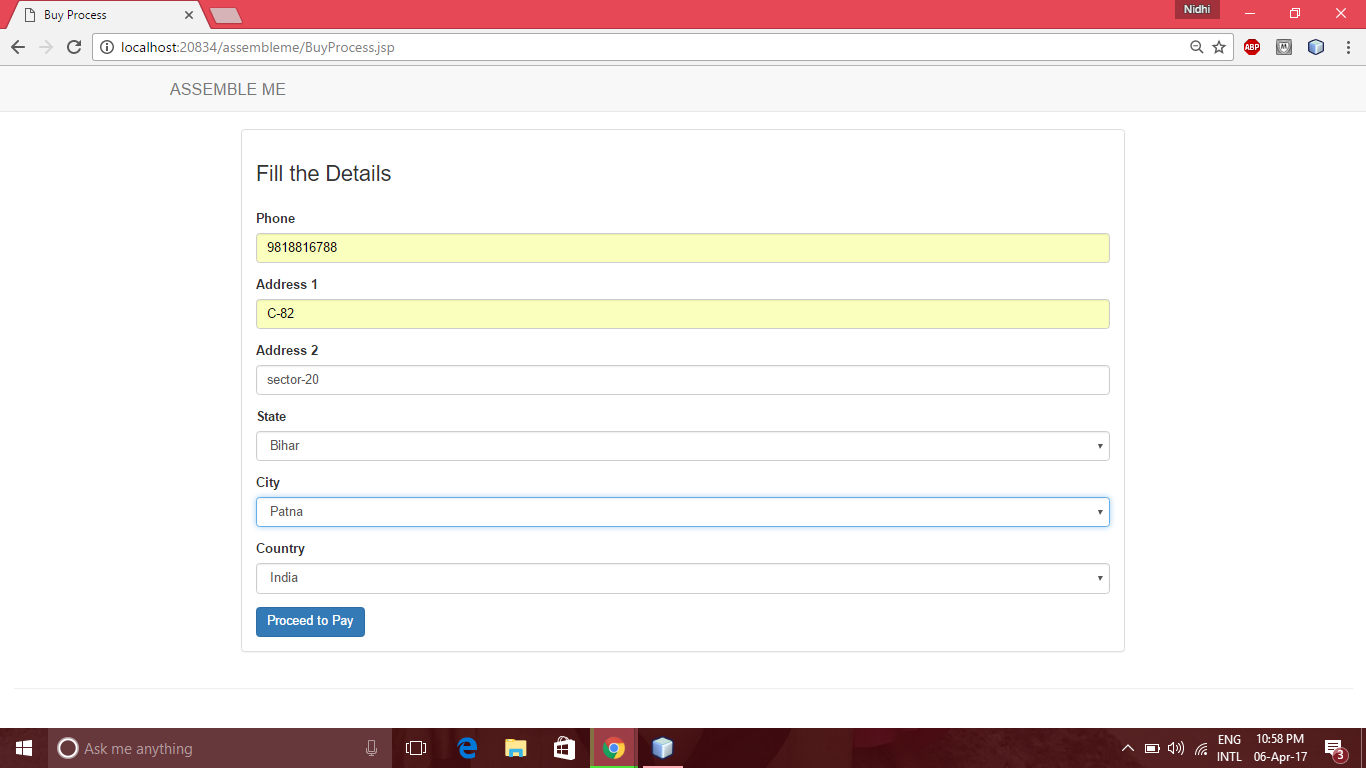 Buy Process
Nidhi
localhost:20834/assembleme/BuyProcess.jsp
ABP
M
ASSEMBLE ME
Fill the Details
Phone
9818816788
Address 1
C-82
Address 2
sector-20
State
Bihar
City
Patna
Country
India
Proceed to Pay
Ask me anything
ENG
INTL
10:58 PM
06-Apr-17
3